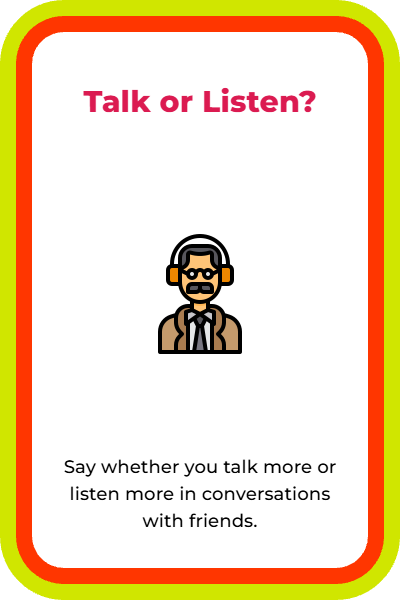 Talk or Listen?
Say whether you talk more or
listen more in conversations
with friends.